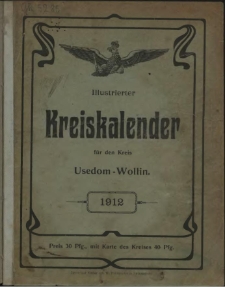 Illustrierter
Kreiskalender
für den Kreis
Usedom-Wollin.
1912
Preis 30 Pfg., mit Karte des Kreises 40 Pfg.